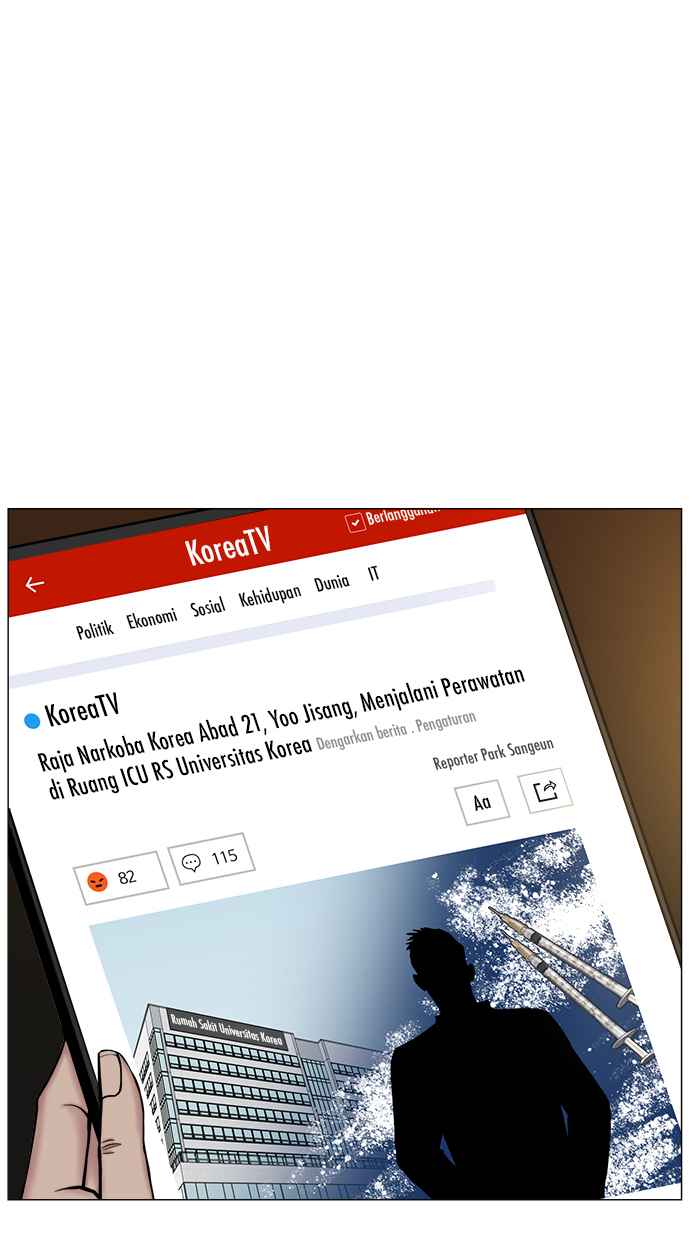 KoreaTV
Berlangganan
Politik Ekonomi Sosial Kehidupan Dunia IT
KoreaTV
Raja Narkoba Korea Abad 21, Yoo Jisang, Menjalani Perawatan
di Ruang ICU RS Universitas Korea Dengarkan berita . Pengaturan
Reporter Park Sangeun
Aa
82 115
Rumah Sakit Universitas Korea